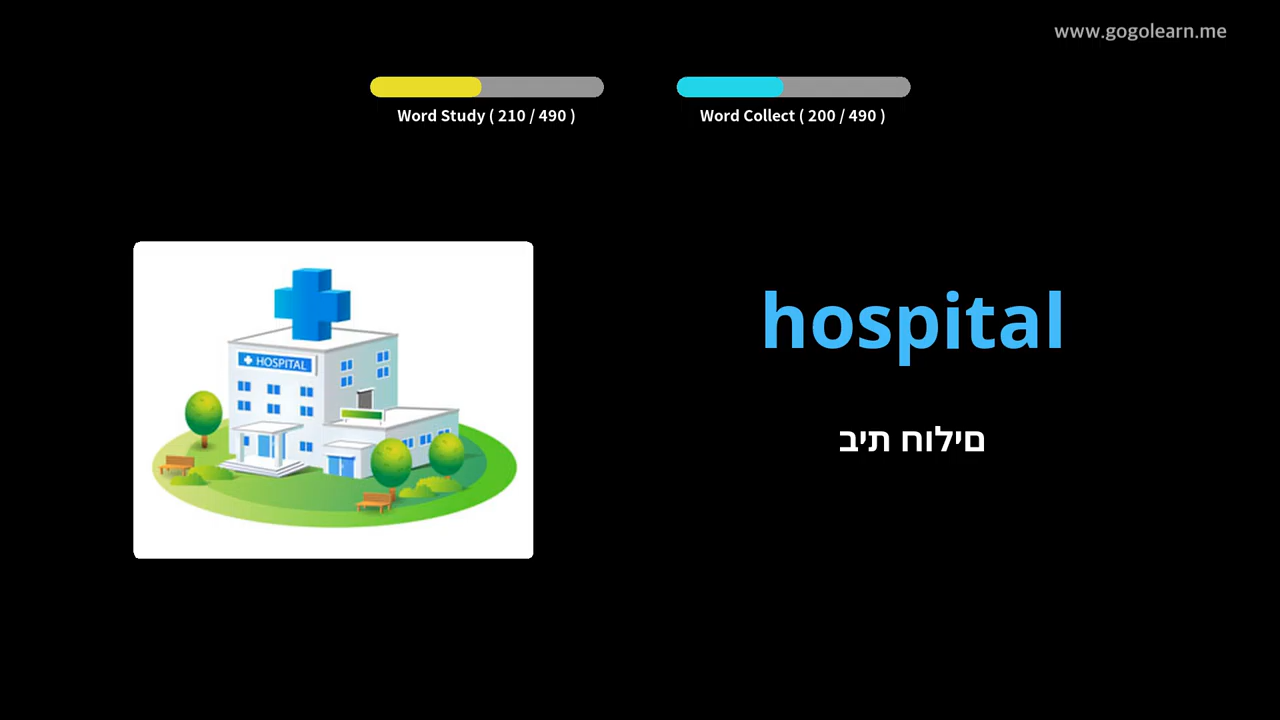 www.gogolearn.me
Word Study ( 210 / 490 )
Word Collect ( 200 / 490 )
HOSPITAL
hospital
םילוח תיב